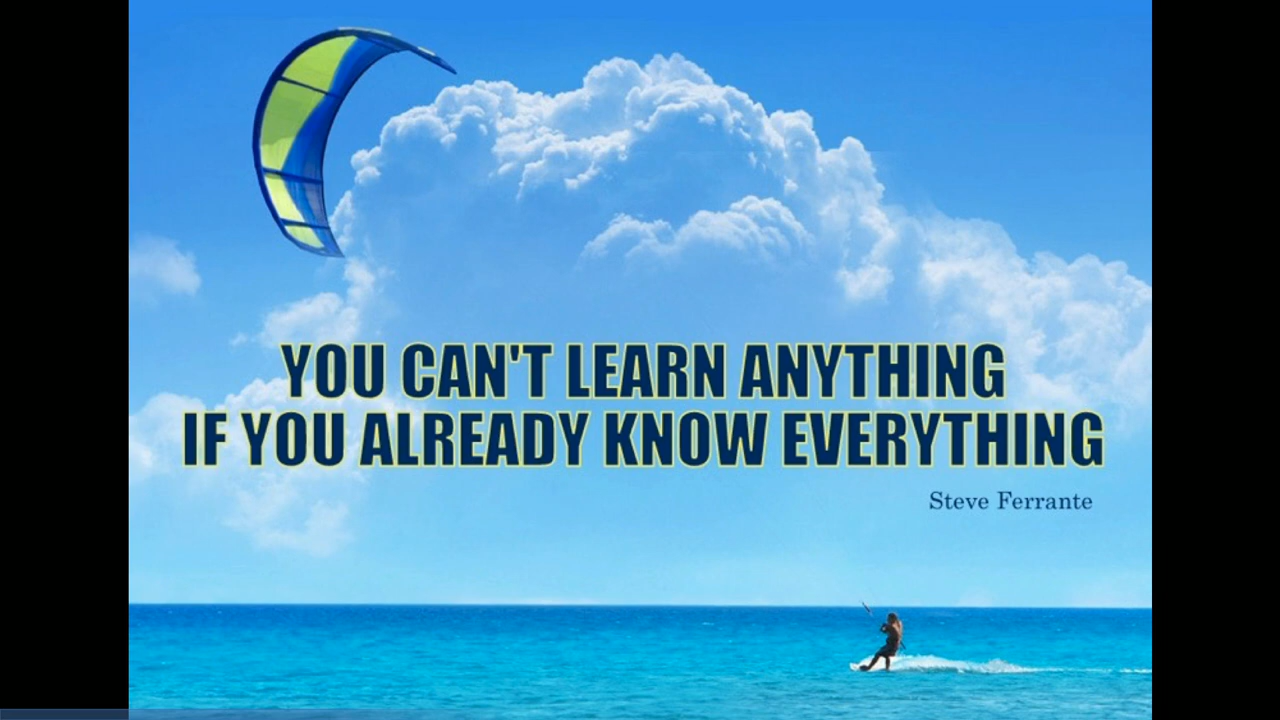 YOU CAN'T LEARN ANYTHING
IF YOU ALREADY KNOW EVERYTHING
Steve Ferrante